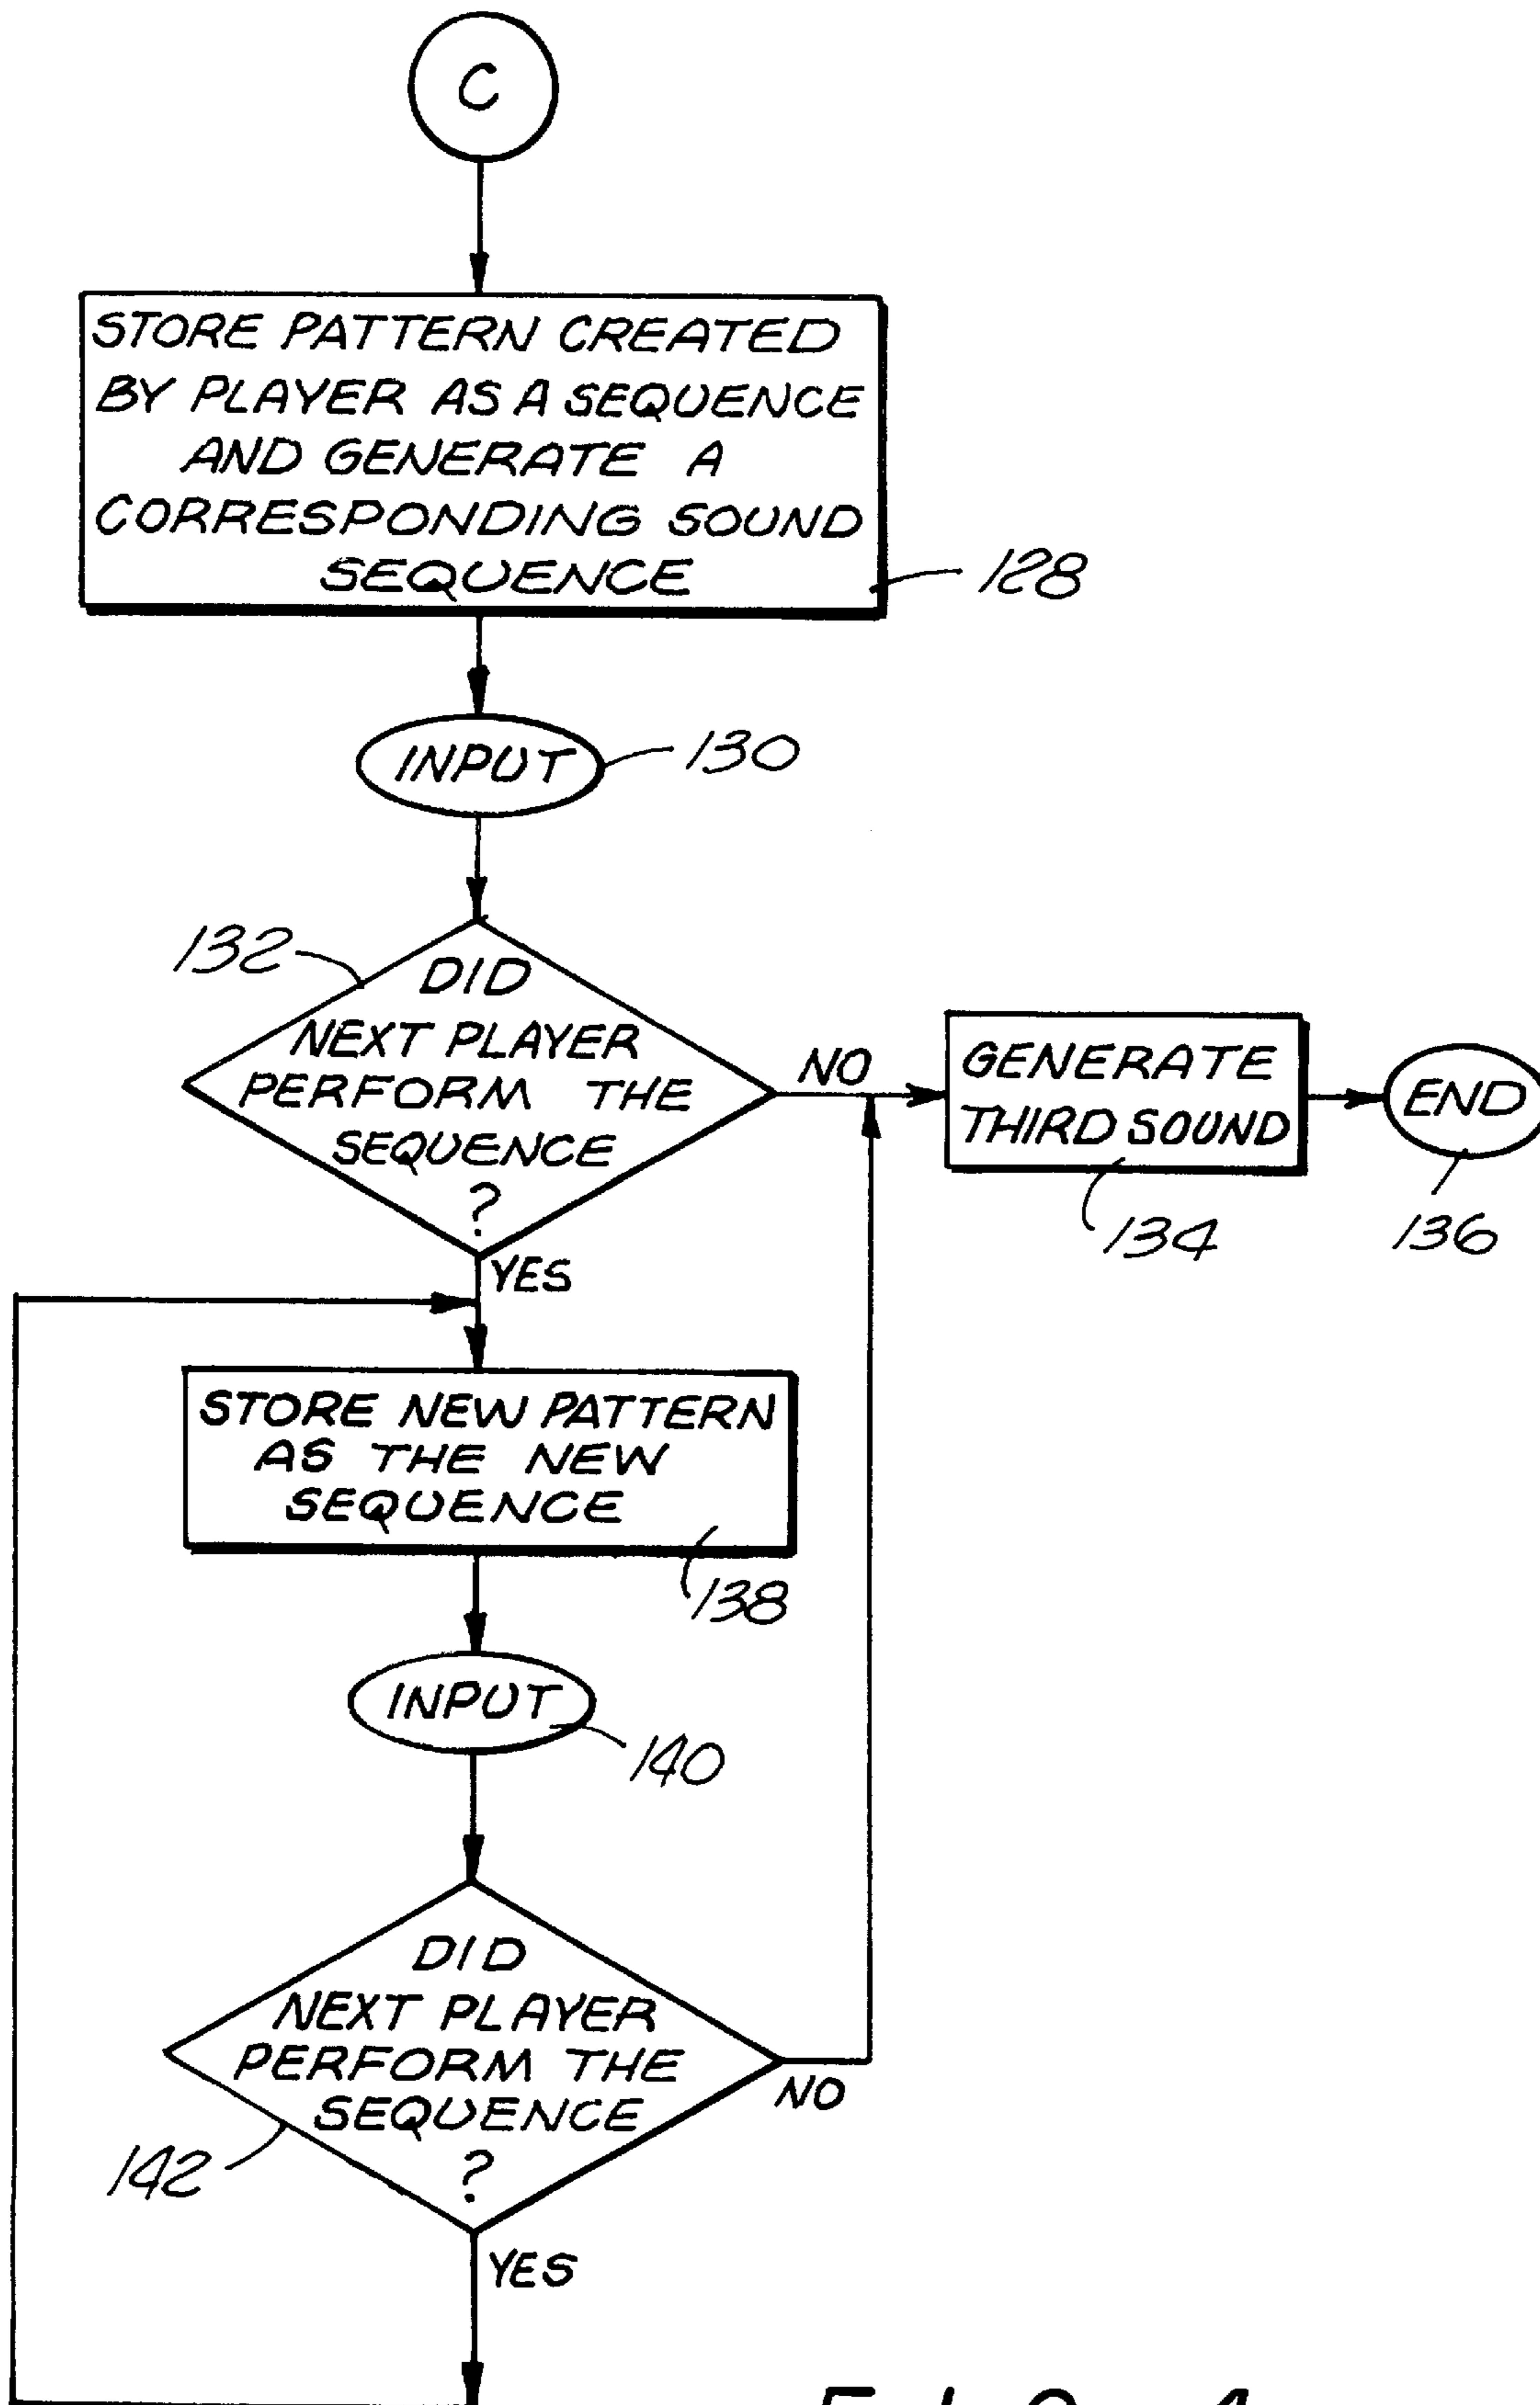 C
STORE PATTERN CREATED
BY PLAYER AS A SEQUENCE
AND GENERATE A
CORRESPONDING SOUND
SEQUENCE
128
INPUT
130
132
DID
NEXT PLAYER
PERFORM THE
SEQUENCE
?
NO
GENERATE
THIRD SOUND
134
END
136
YES
STORE NEW PATTERN
AS THE NEW
SEQUENCE
138
INPUT
140
DID
NEXT PLAYER
PERFORM THE
SEQUENCE
?
NO
142
YES